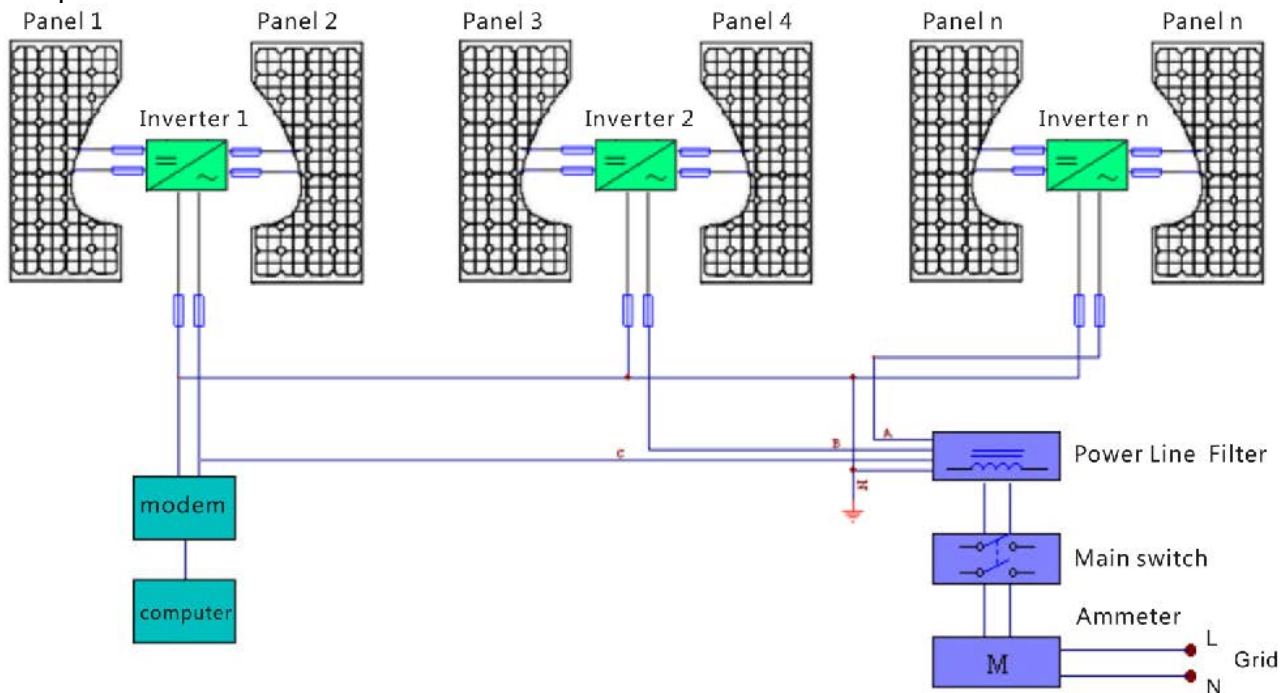 Panel 1
Panel 2
Panel 3
Panel 4
Panel n
Panel n
Inverter 1
Inverter 2
Inverter n
A
B
C
N
Power Line Filter
modem
Main switch
computer
Ammeter
M
L
Grid
N